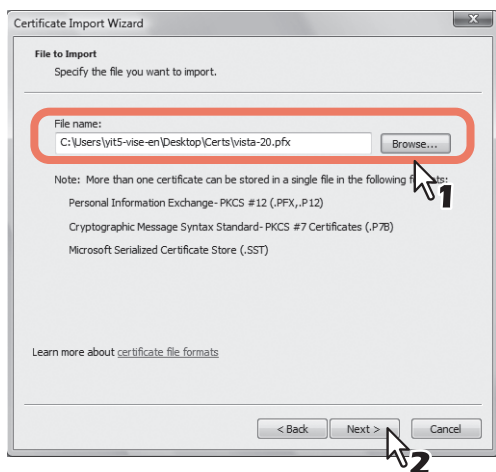 Certificate Import Wizard
File to Import
Specify the file you want to import.
File name:
C:\Users\yit5-vise-en\Desktop\Certs\vista-20.pfx
Browse...
Note: More than one certificate can be stored in a single file in the following formats:
1
Personal Information Exchange- PKCS #12 (.PFX,.P12)
Cryptographic Message Syntax Standard- PKCS #7 Certificates (.P7B)
Microsoft Serialized Certificate Store (.SST)
Learn more about certificate file formats
< Back Next > Cancel
2